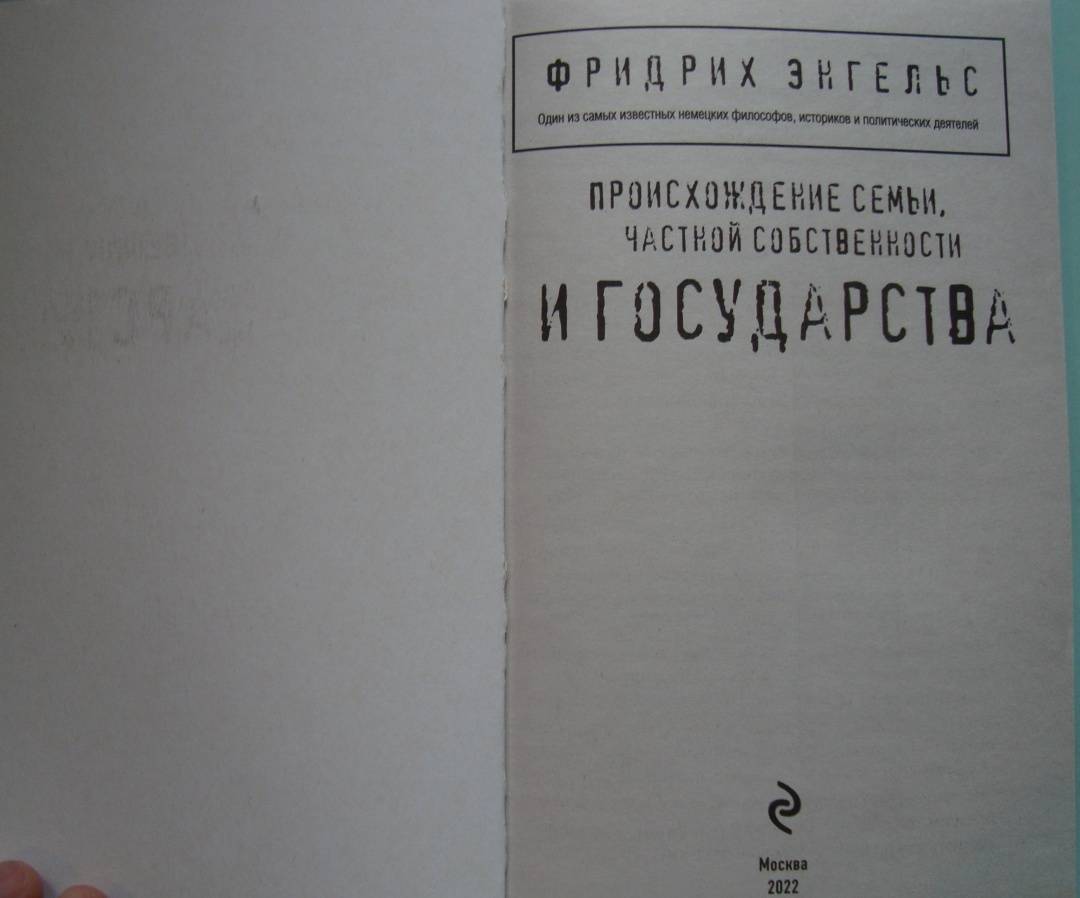 ФРИДРИХ ЭНГЕЛЬС
Один из самых известных немецких философов, историков и политических деятелей
ПРОИСХОЖДЕНИЕ СЕМЬИ,
ЧАСТНОЙ СОБСТВЕННОСТИ
И ГОСУДАРСТВА
Москва
2022